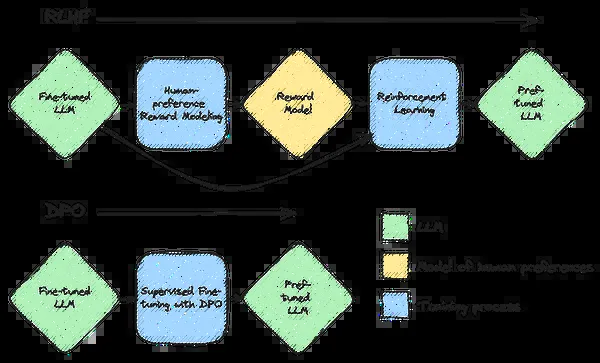 RLHF
Fine-tuned
LLM
Human-
preference
Reward Modeling
Reward
Model
Reinforcement
Learning
Pref-
tuned
LLM
DPO
LLM
Model of human preferences
Training process
Fine-tuned
LLM
Supervised Fine-
tuning with DPO
Pref-
tuned
LLM